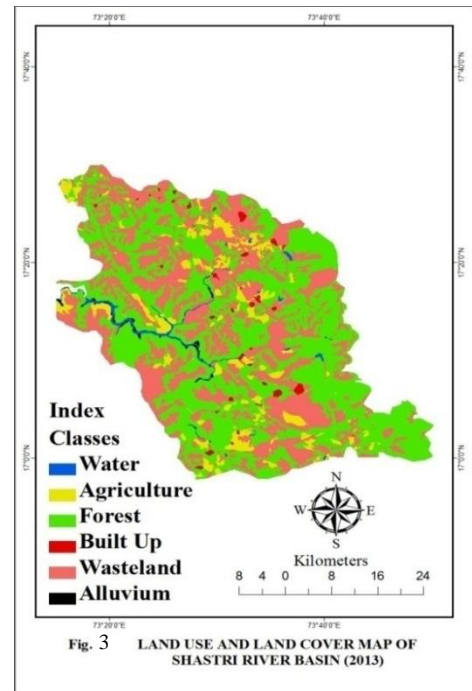 73°20'0"E 73°40'0"E
17°40'0"N 17°40'0"N
17°20'0"N 17°20'0"N
17°0'0"N 17°0'0"N
Index
Classes
Water
Agriculture
Forest
Built Up
Wasteland
Alluvium
N
W E
S
Kilometers
8 4 0 8 16 24
73°20'0"E 73°40'0"E
Fig. 3 LAND USE AND LAND COVER MAP OF
SHASTRI RIVER BASIN (2013)